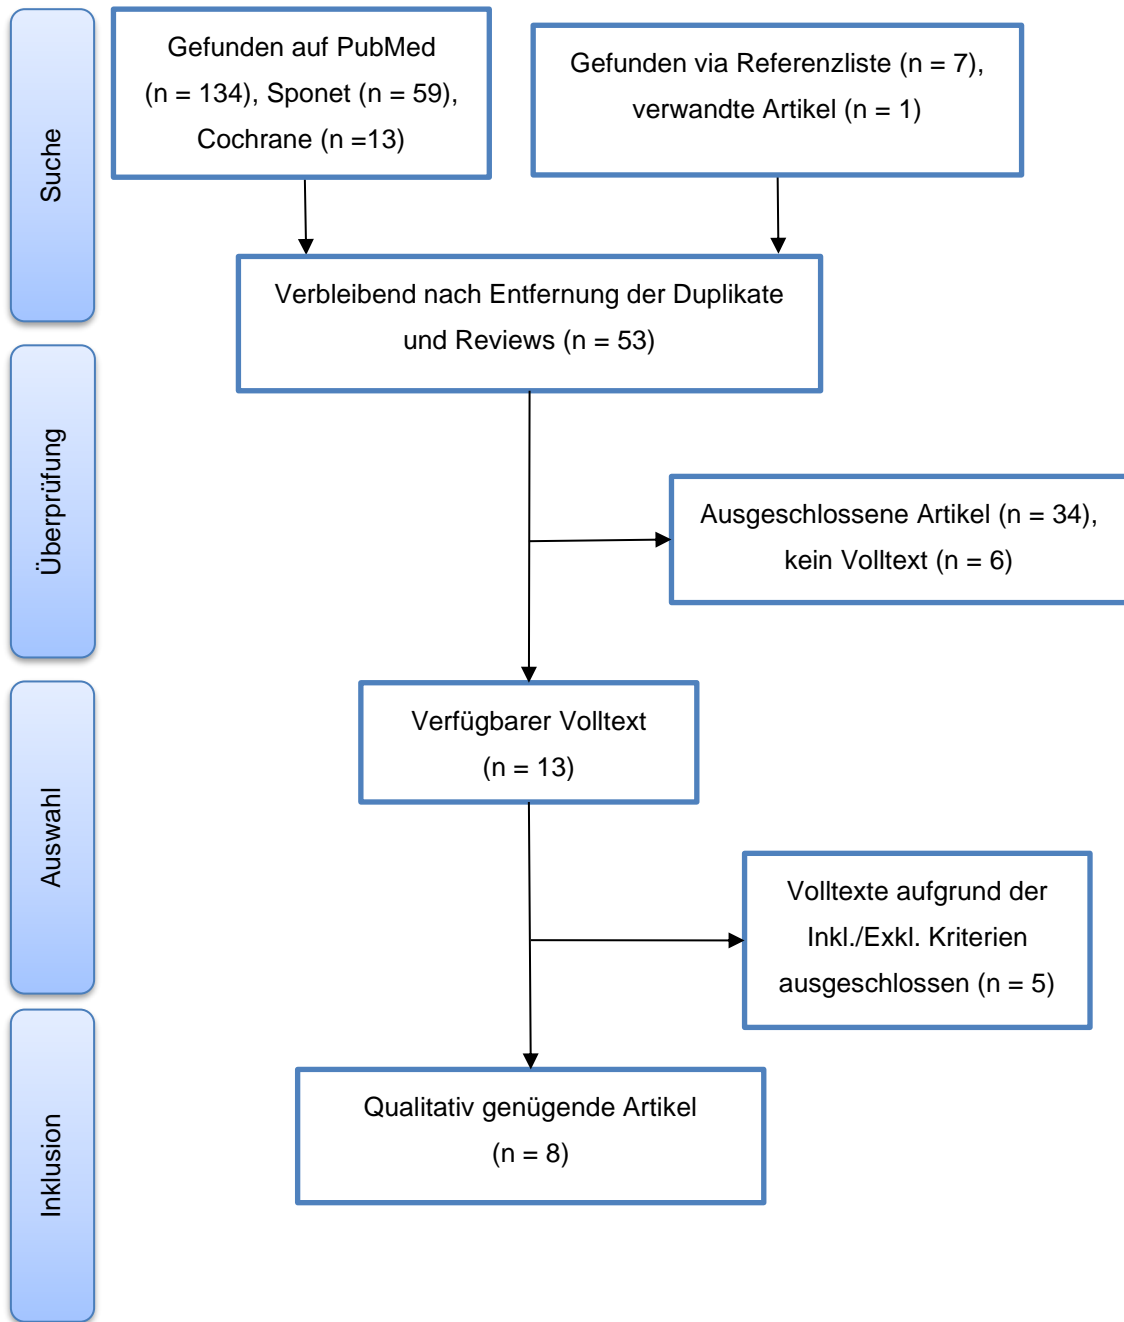 Suche
Gefunden auf PubMed
(n = 134), Sponet (n = 59),
Cochrane (n =13)
Gefunden via Referenzliste (n = 7),
verwandte Artikel (n = 1)
Verbleibend nach Entfernung der Duplikate
und Reviews (n = 53)
Überprüfung
Ausgeschlossene Artikel (n = 34),
kein Volltext (n = 6)
Auswahl
Verfügbarer Volltext
(n = 13)
Volltexte aufgrund der
Inkl./Exkl. Kriterien
ausgeschlossen (n = 5)
Inklusion
Qualitativ genügende Artikel
(n = 8)